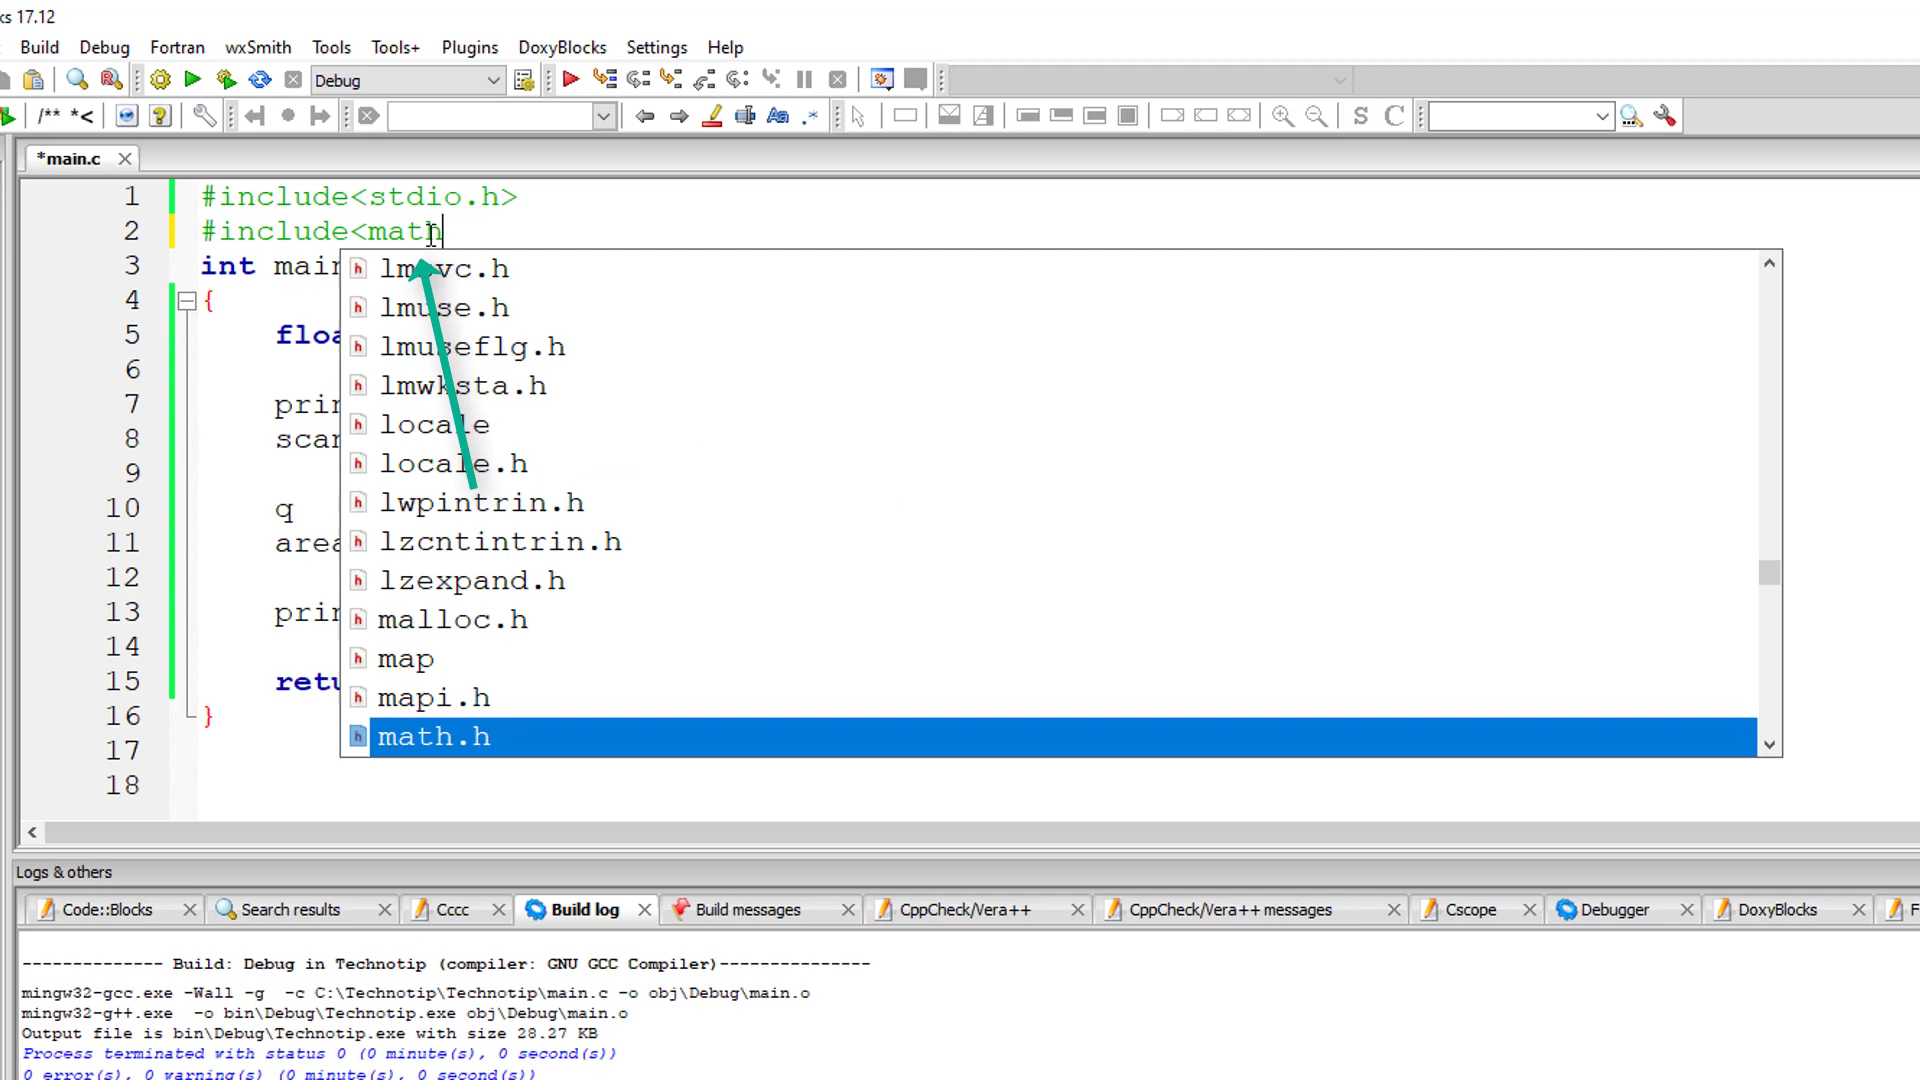 ks 17.12
Build Debug Fortran wxSmith Tools Tools+ Plugins DoxyBlocks Settings Help
Debug
/** *<
S C
*main.c
1 #include<stdio.h>
2 #include<math
3 int main
4 {
5 floa
6
7 prin
8 scan
9
10 q
11 area
12
13 prin
14
15 retu
16 }
17
18
lmuse.h
lmuseflg.h
lmwksta.h
locale
locale.h
lwpintrin.h
lzcntintrin.h
lzexpand.h
malloc.h
map
mapi.h
math.h
Logs & others
Code::Blocks Search results Cccc Build log Build messages CppCheck/Vera++ CppCheck/Vera++ messages Cscope Debugger DoxyBlocks F
-------------- Build: Debug in Technotip (compiler: GNU GCC Compiler)---------------
mingw32-gcc.exe -Wall -g -c C:\Technotip\Technotip\main.c -o obj\Debug\main.o
mingw32-g++.exe -o bin\Debug\Technotip.exe obj\Debug\main.o
Output file is bin\Debug\Technotip.exe with size 28.27 KB
Process terminated with status 0 (0 minute(s), 0 second(s))
0 error(s), 0 warning(s) (0 minute(s), 0 second(s))